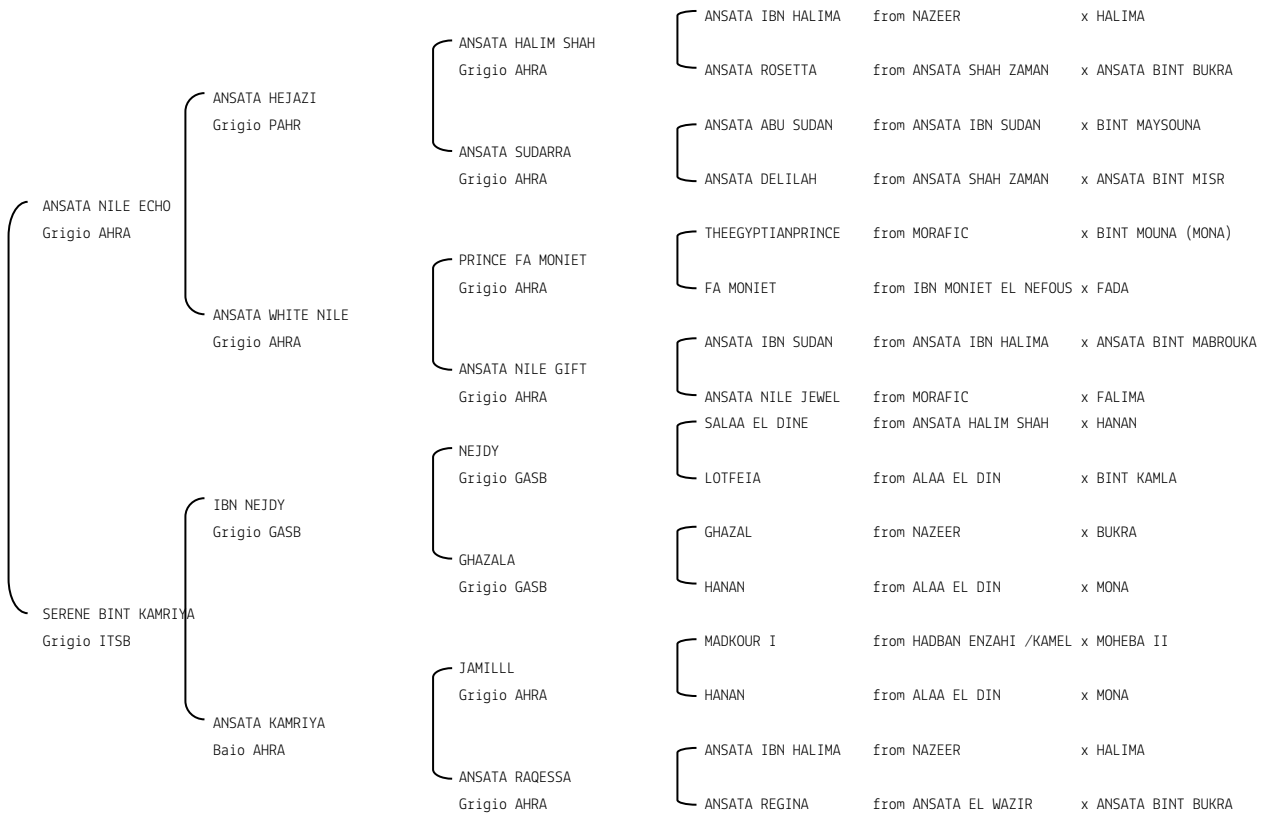 ANSATA IBN HALIMA from NAZEER x HALIMA
ANSATA HALIM SHAH
Grigio AHRA
ANSATA ROSETTA from ANSATA SHAH ZAMAN x ANSATA BINT BUKRA
ANSATA HEJAZI
Grigio PAHR
ANSATA ABU SUDAN from ANSATA IBN SUDAN x BINT MAYSOUNA
ANSATA SUDARRA
Grigio AHRA
ANSATA DELILAH from ANSATA SHAH ZAMAN x ANSATA BINT MISR
ANSATA NILE ECHO
Grigio AHRA
THEEGYPTIANPRINCE from MORAFIC x BINT MOUNA (MONA)
PRINCE FA MONIET
Grigio AHRA
FA MONIET from IBN MONIET EL NEFOUS x FADA
ANSATA WHITE NILE
Grigio AHRA
ANSATA IBN SUDAN from ANSATA IBN HALIMA x ANSATA BINT MABROUKA
ANSATA NILE GIFT
Grigio AHRA
ANSATA NILE JEWEL from MORAFIC x FALIMA
SALAA EL DINE from ANSATA HALIM SHAH x HANAN
NEJDY
Grigio GASB
LOTFEIA from ALAA EL DIN x BINT KAMLA
IBN NEJDY
Grigio GASB
GHAZAL from NAZEER x BUKRA
GHAZALA
Grigio GASB
HANAN from ALAA EL DIN x MONA
SERENE BINT KAMRIYA
Grigio ITSB
MADKOUR I from HADBAN ENZAHI /KAMEL x MOHEBA II
JAMILLL
Grigio AHRA
HANAN from ALAA EL DIN x MONA
ANSATA KAMRIYA
Baio AHRA
ANSATA IBN HALIMA from NAZEER x HALIMA
ANSATA RAQESSA
Grigio AHRA
ANSATA REGINA from ANSATA EL WAZIR x ANSATA BINT BUKRA